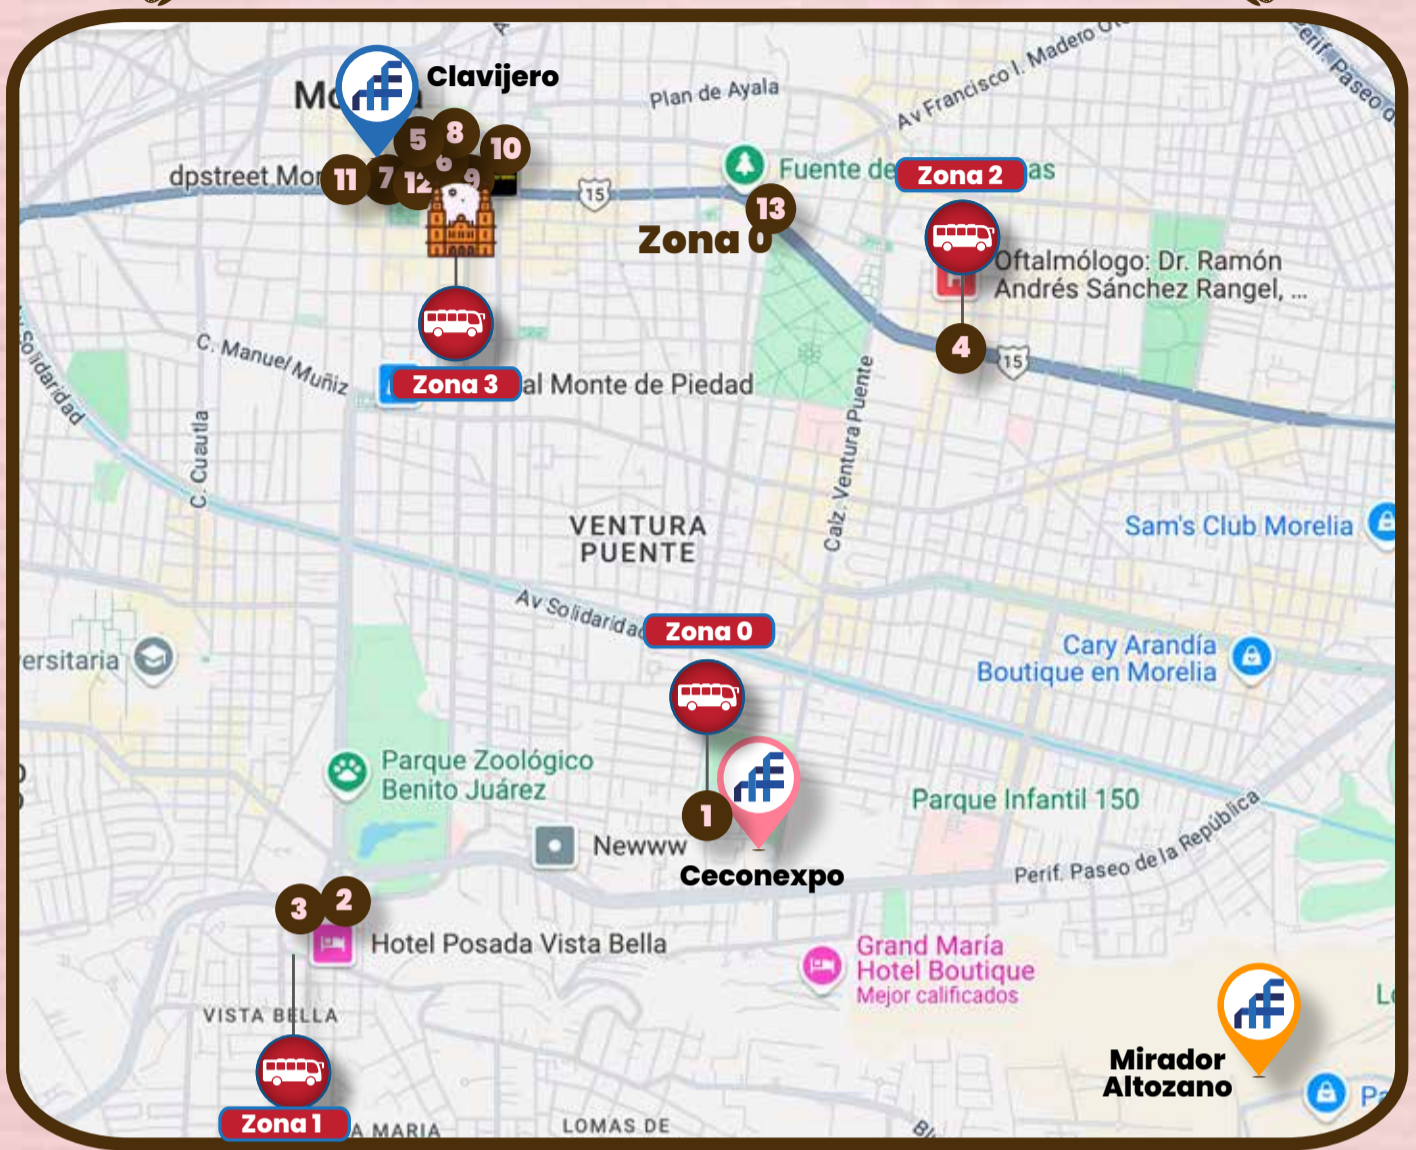 Clavijero
Plan de Ayala
Av Francisco I. Madero
Perif. Paseo
5
8
10
6
11
7
12
9
dpstreet
15
Fuente de
as
Zona 2
13
Zona 0
Oftalmólogo: Dr. Ramón
Andrés Sánchez Rangel, ...
4
15
C. Manuel Muñiz
Zona 3
al Monte de Piedad
Solidaridad
C. Cuautla
Calz. Ventura Puente
VENTURA
PUENTE
Sam's Club Morelia
Av Solidaridad
Zona 0
Cary Arandía
Boutique en Morelia
ersitaria
Parque Zoológico
Benito Juárez
Parque Infantil 150
1
Newww
Ceconexpo
Perif. Paseo de la República
3
2
Hotel Posada Vista Bella
Grand María
Hotel Boutique
Mejor calificados
VISTA BELLA
Mirador
Altozano
Zona 1
A MARIA
LOMAS DE